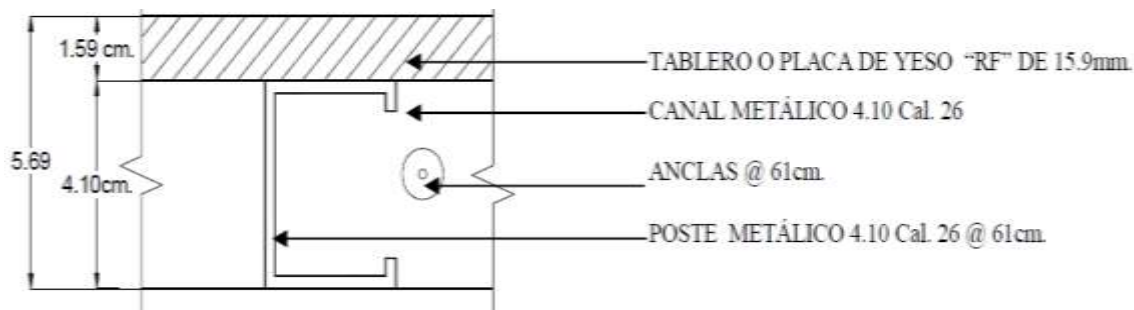 1.59 cm.
5.69
4.10cm.
TABLERO O PLACA DE YESO “RF” DE 15.9mm.
CANAL METÁLICO 4.10 Cal. 26
ANCLAS @ 61cm.
POSTE METÁLICO 4.10 Cal. 26 @ 61cm.